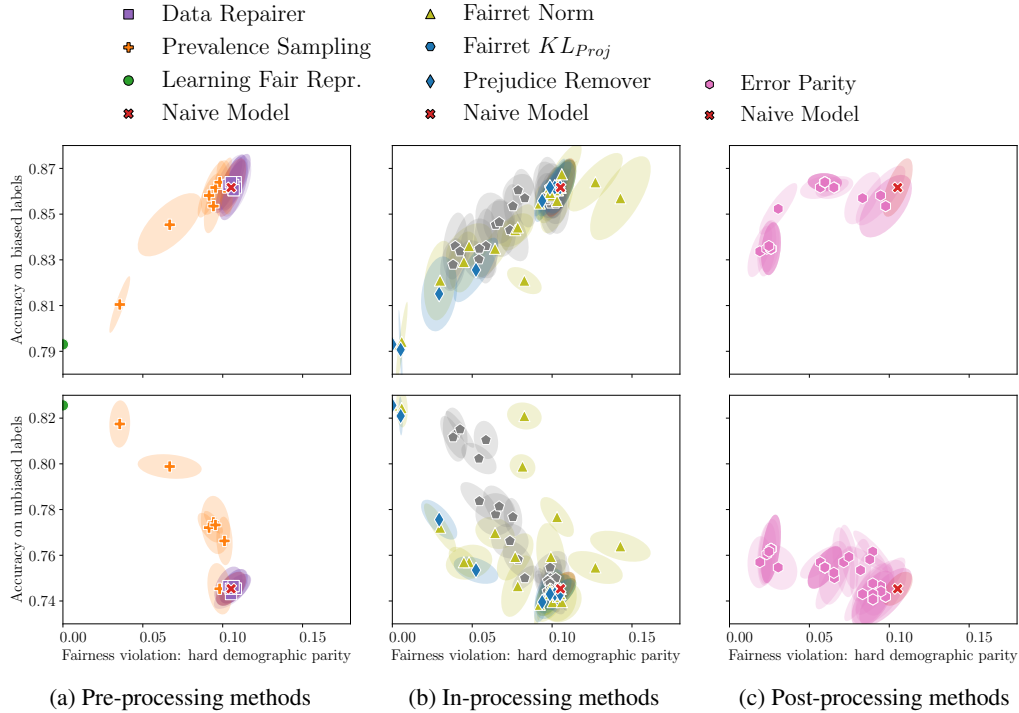 Data Repairer
Prevalence Sampling
Learning Fair Repr.
Naive Model
Fairret Norm
Fairret KL_{Proj}
Prejudice Remover
Naive Model
Error Parity
Naive Model
Accuracy on biased labels
0.87
0.85
0.83
0.81
0.79
Accuracy on unbiased labels
0.82
0.80
0.78
0.76
0.74
0.00 0.05 0.10 0.15
Fairness violation: hard demographic parity
0.00 0.05 0.10 0.15
Fairness violation: hard demographic parity
0.00 0.05 0.10 0.15
Fairness violation: hard demographic parity
(a) Pre-processing methods
(b) In-processing methods
(c) Post-processing methods